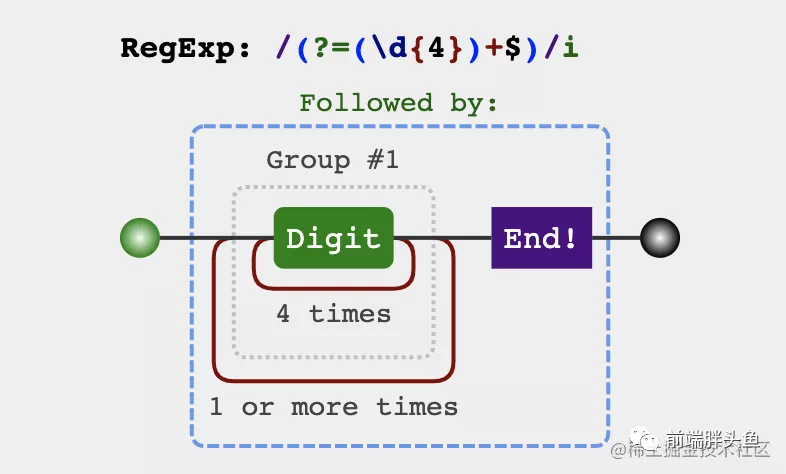 RegExp: /(?=(\d{4})+$)/i
Followed by:
Group #1
Digit
End!
4 times
1 or more times
前端胖头鱼
@稀土掘金技术社区